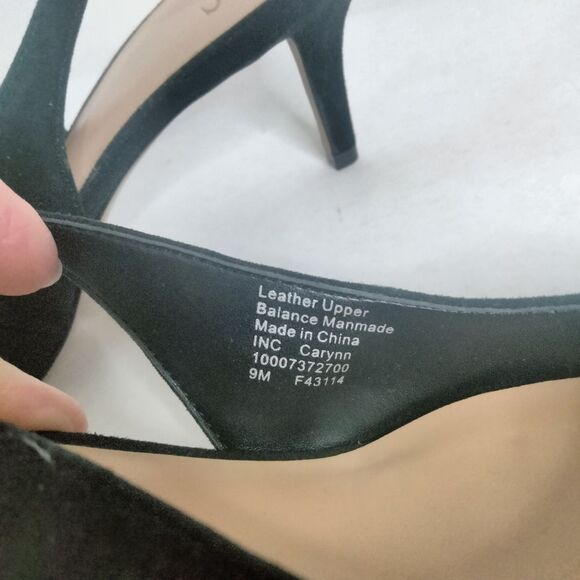 Leather Upper
Balance Manmade
Made in China
INC Carynn
10007372700
9M F43114